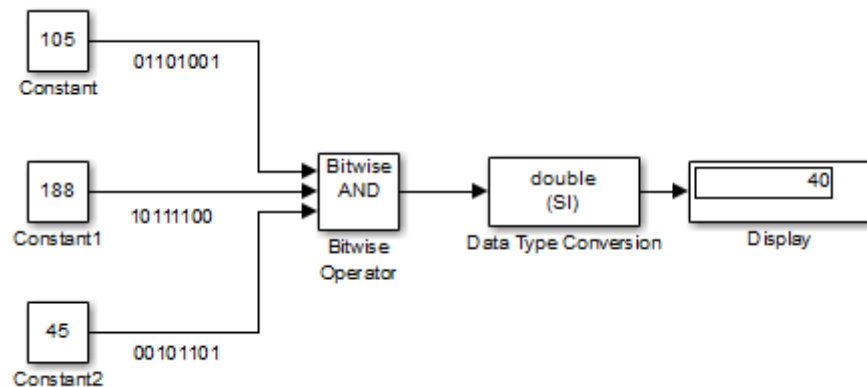 105
01101001
Constant
188
10111100
Constant1
45
00101101
Constant2
Bitwise
AND
Bitwise
Operator
double
(SI)
Data Type Conversion
40
Display